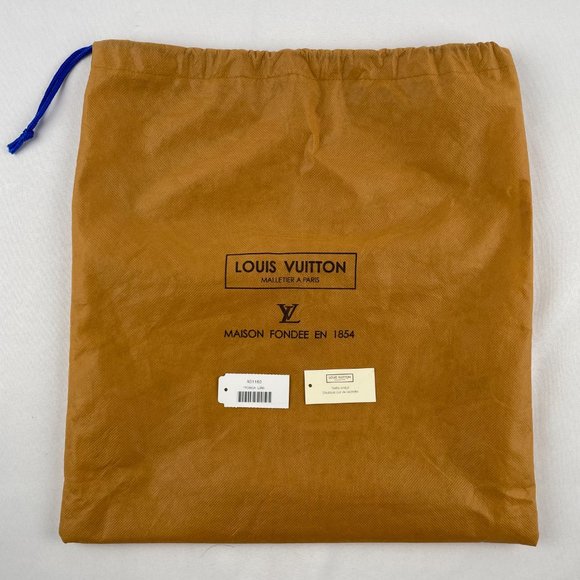 LOUIS VUITTON
MALLETIER A PARIS
LV
MAISON FONDEE EN 1854
LOUIS VUITTON